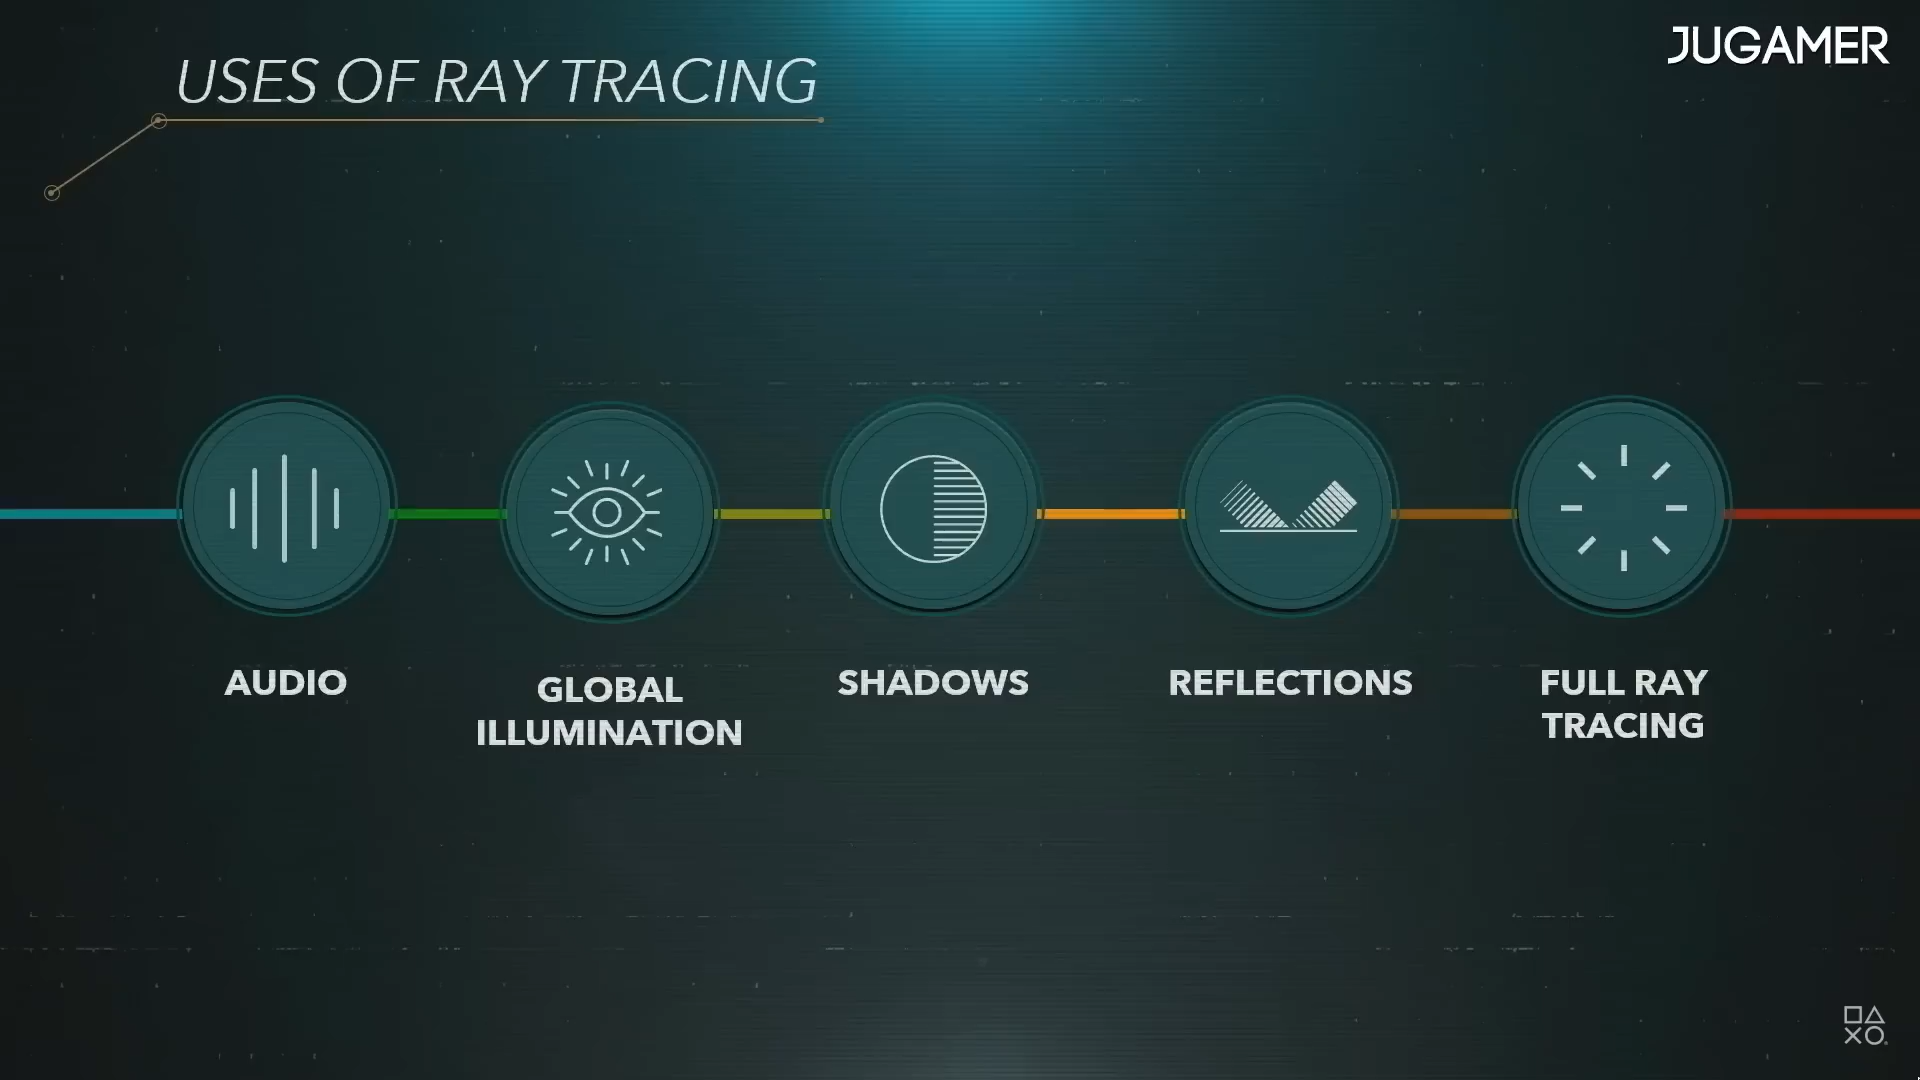 JUGAMER
USES OF RAY TRACING
AUDIO
GLOBAL
ILLUMINATION
SHADOWS
REFLECTIONS
FULL RAY
TRACING